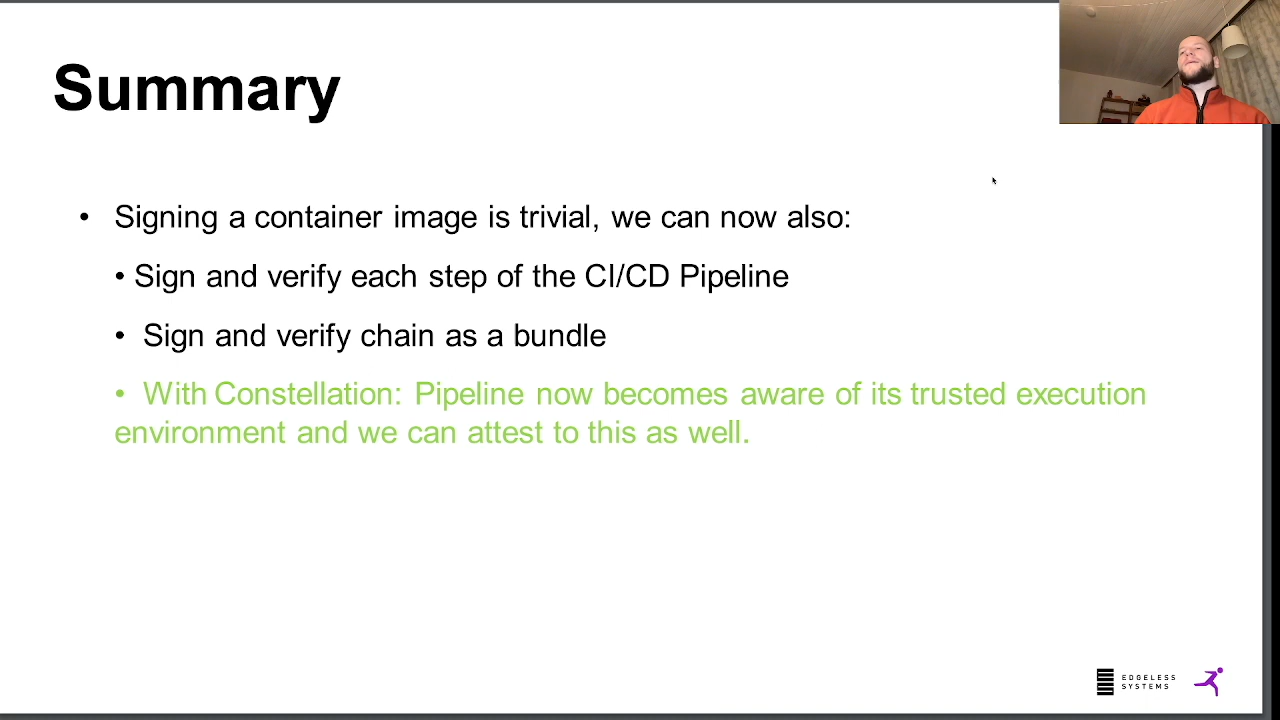 Summary
• Signing a container image is trivial, we can now also:
• Sign and verify each step of the CI/CD Pipeline
• Sign and verify chain as a bundle
• With Constellation: Pipeline now becomes aware of its trusted execution
environment and we can attest to this as well.
EDGELESS
SYSTEMS